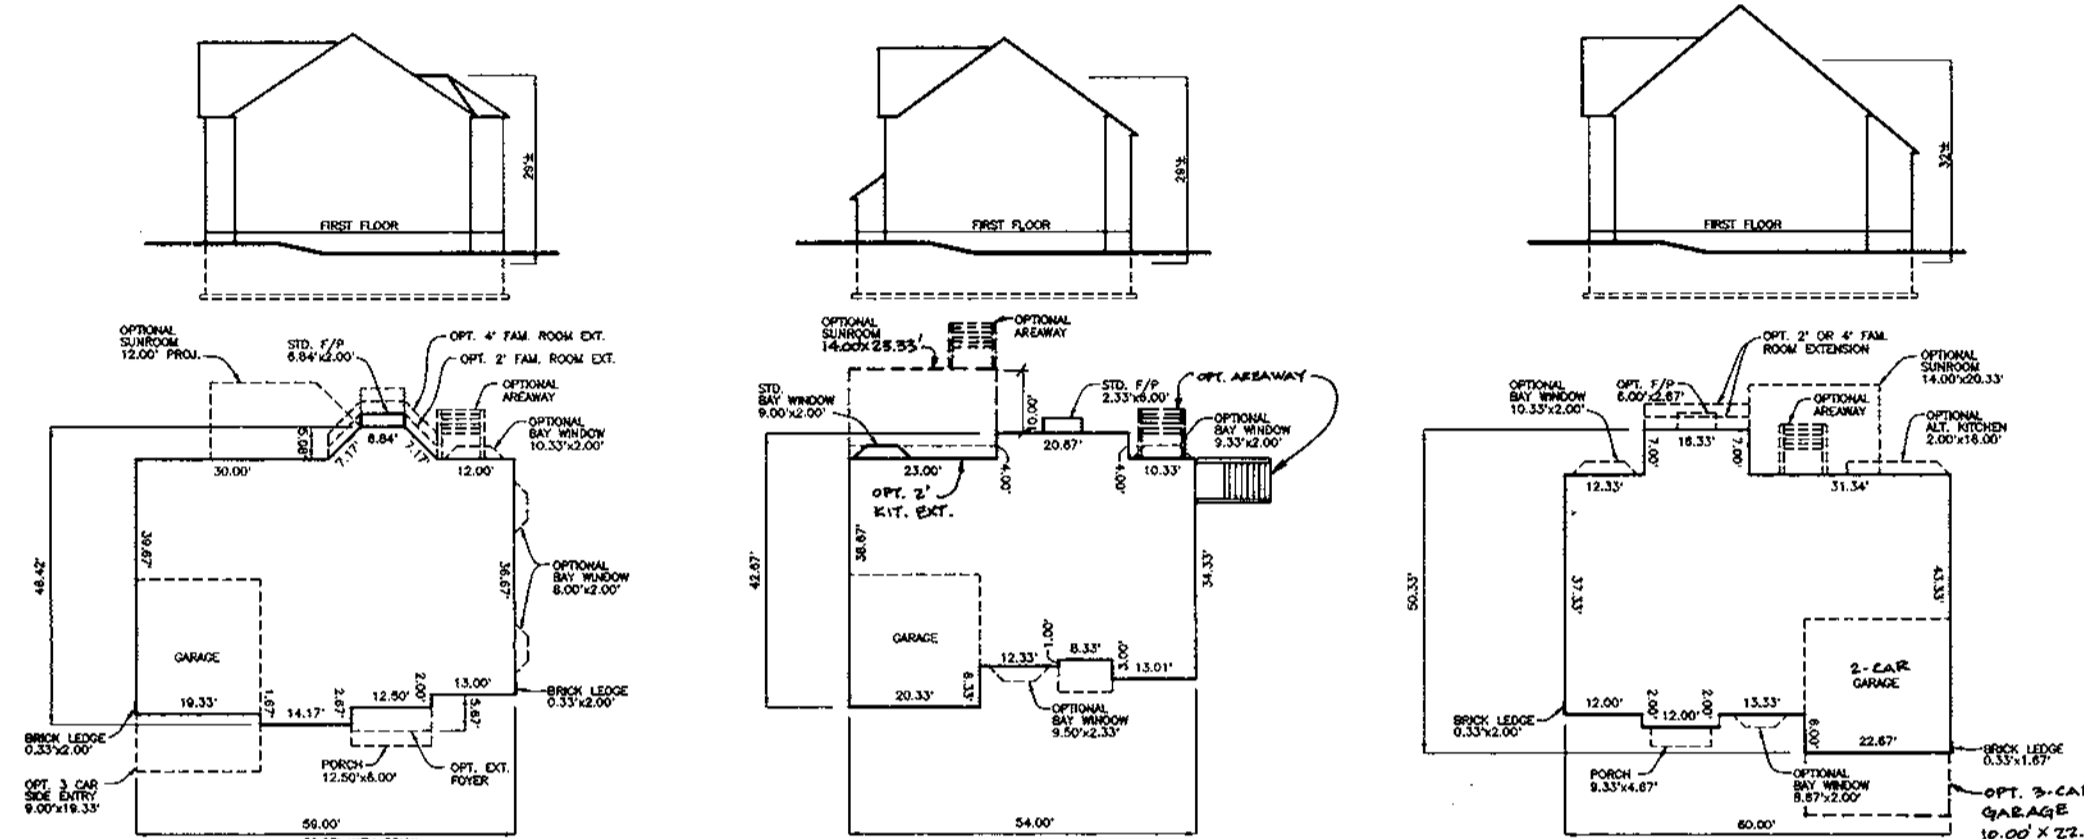 FIRST FLOOR
29'±
OPTIONAL
SUNROOM
12.00' PROJ.
STD. F/P
6.84'x2.00'
OPT. 4' FAM. ROOM EXT.
OPT. 2' FAM. ROOM EXT.
OPTIONAL
AREAWAY
OPTIONAL
BAY WINDOW
10.33'x2.00'
5.08'
7.17'
8.84'
7.17'
30.00'
12.00'
39.67'
46.42'
36.67'
OPTIONAL
BAY WINDOW
8.00'x2.00'
GARAGE
19.33'
1.67'
14.17'
2.67'
12.50'
2.00'
13.00'
5.67'
BRICK LEDGE
0.33'x2.00'
BRICK LEDGE
0.33'x2.00'
PORCH
12.50'x6.00'
OPT. EXT.
FOYER
OPT. 3 CAR
SIDE ENTRY
9.00'x19.33'
59.00'
FIRST FLOOR
29'±
OPTIONAL
SUNROOM
14.00x23.33'
OPTIONAL
AREAWAY
STD.
BAY WINDOW
9.00'x2.00'
10.00'
STD. F/P
2.33'x6.00'
OPT. AREAWAY
OPTIONAL
BAY WINDOW
9.33'x2.00'
20.67'
23.00'
4.00'
4.00'
10.33'
OPT. 2'
KIT. EXT.
38.67'
42.67'
34.33'
GARAGE
20.33'
6.33'
12.33'
1.00'
8.33'
3.00'
13.01'
OPTIONAL
BAY WINDOW
9.50'x2.33'
54.00'
FIRST FLOOR
32'±
OPT. 2' OR 4' FAM.
ROOM EXTENSION
OPTIONAL
BAY WINDOW
10.33'x2.00'
OPT. F/P
6.00'x2.67'
OPTIONAL
SUNROOM
14.00'x20.33'
OPTIONAL
AREAWAY
OPTIONAL
ALT. KITCHEN
2.00'x16.00'
7.00'
16.33'
7.00'
12.33'
31.34'
50.33'
37.33'
43.33'
2-CAR
GARAGE
12.00'
2.00'
12.00'
2.00'
13.33'
6.00'
22.67'
BRICK LEDGE
0.33'x2.00'
PORCH
9.33'x4.67'
OPTIONAL
BAY WINDOW
8.67'x2.00'
BRICK LEDGE
0.33'x1.67'
OPT. 3-CAR
GARAGE
10.00' X 22.
60.00'